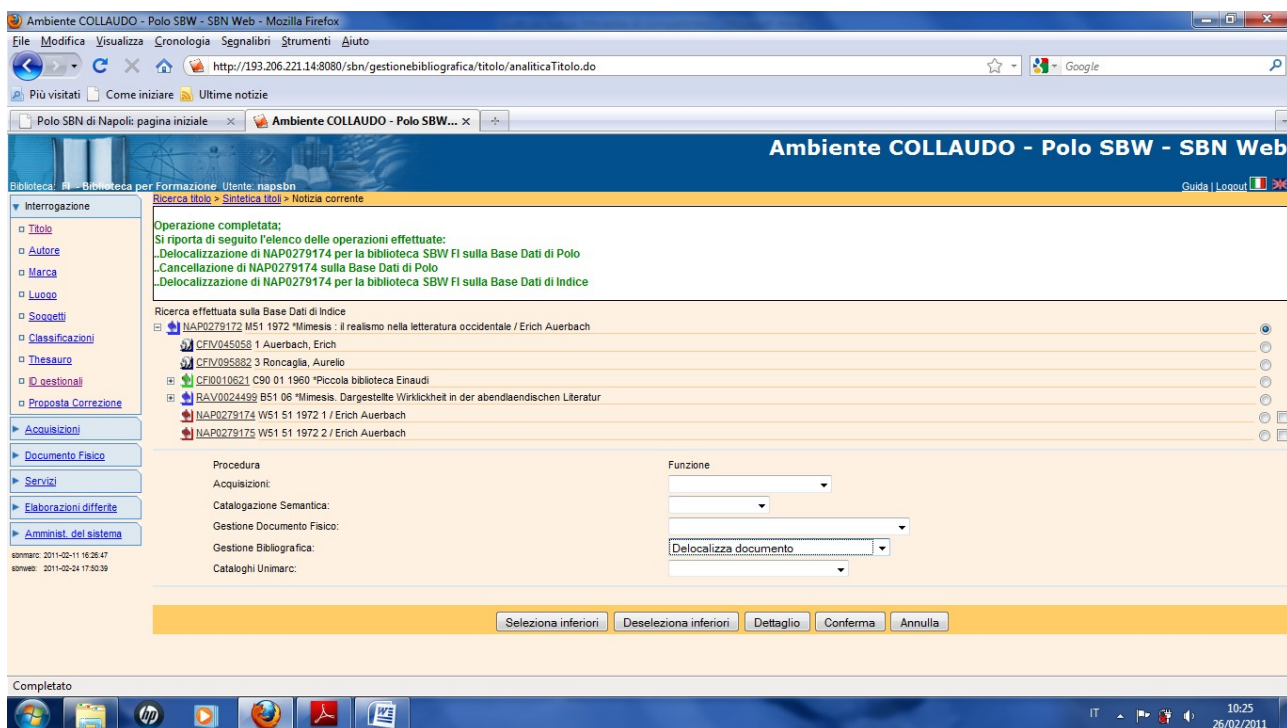 Ambiente COLLAUDO - Polo SBW - SBN Web - Mozilla Firefox
File Modifica Visualizza Cronologia Segnalibri Strumenti Aiuto
http://193.206.221.14:8080/sbn/gestionebibliografica/titolo/analiticaTitolo.do Google
Più visitati Come iniziare Ultime notizie
Polo SBN di Napoli: pagina iniziale Ambiente COLLAUDO - Polo SBW...
Ambiente COLLAUDO - Polo SBW - SBN Web
Biblioteca: FI - Biblioteca per Formazione Utente: napsbn Guida | Logout
Interrogazione
Titolo
Autore
Marca
Luogo
Soggetti
Classificazioni
Thesauro
ID gestionali
Proposta Correzione
Acquisizioni
Documento Fisico
Servizi
Elaborazioni differite
Amminist. del sistema
sbnmarc: 2011-02-11 16:26:47
sbnweb: 2011-02-24 17:50:39
Ricerca titolo > Sintetica titoli > Notizia corrente
Operazione completata;
Si riporta di seguito l'elenco delle operazioni effettuate:
..Delocalizzazione di NAP0279174 per la biblioteca SBW FI sulla Base Dati di Polo
..Cancellazione di NAP0279174 sulla Base Dati di Polo
..Delocalizzazione di NAP0279174 per la biblioteca SBW FI sulla Base Dati di Indice
Ricerca effettuata sulla Base Dati di Indice
NAP0279172 M51 1972 *Mimesis : il realismo nella letteratura occidentale / Erich Auerbach
CFIV045058 1 Auerbach, Erich
CFIV095882 3 Roncaglia, Aurelio
CFI0010621 C90 01 1960 *Piccola biblioteca Einaudi
RAV0024499 B51 06 *Mimesis. Dargestellte Wirklickheit in der abendlaendischen Literatur
NAP0279174 W51 51 1972 1 / Erich Auerbach
NAP0279175 W51 51 1972 2 / Erich Auerbach
Procedura Funzione
Acquisizioni:
Catalogazione Semantica:
Gestione Documento Fisico:
Gestione Bibliografica: Delocalizza documento
Cataloghi Unimarc:
Seleziona inferiori Deseleziona inferiori Dettaglio Conferma Annulla
Completato
IT 10:25
26/02/2011